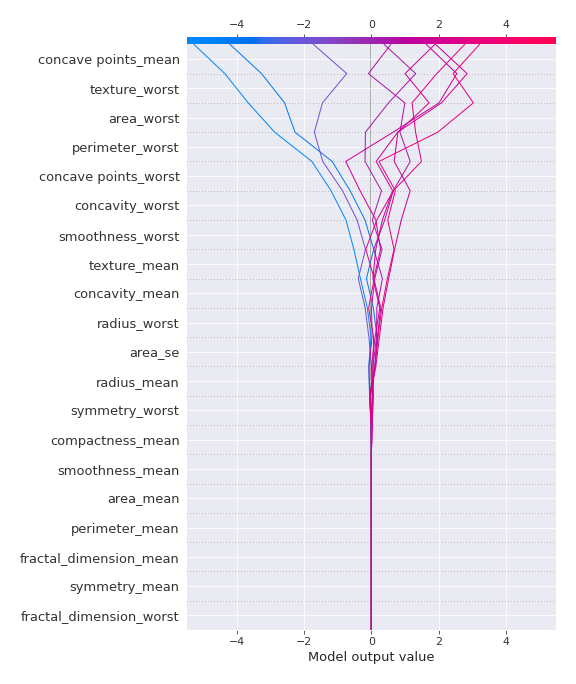 −4 −2 0 2 4
concave points_mean
texture_worst
area_worst
perimeter_worst
concave points_worst
concavity_worst
smoothness_worst
texture_mean
concavity_mean
radius_worst
area_se
radius_mean
symmetry_worst
compactness_mean
smoothness_mean
area_mean
perimeter_mean
fractal_dimension_mean
symmetry_mean
fractal_dimension_worst
−4 −2 0 2 4
Model output value